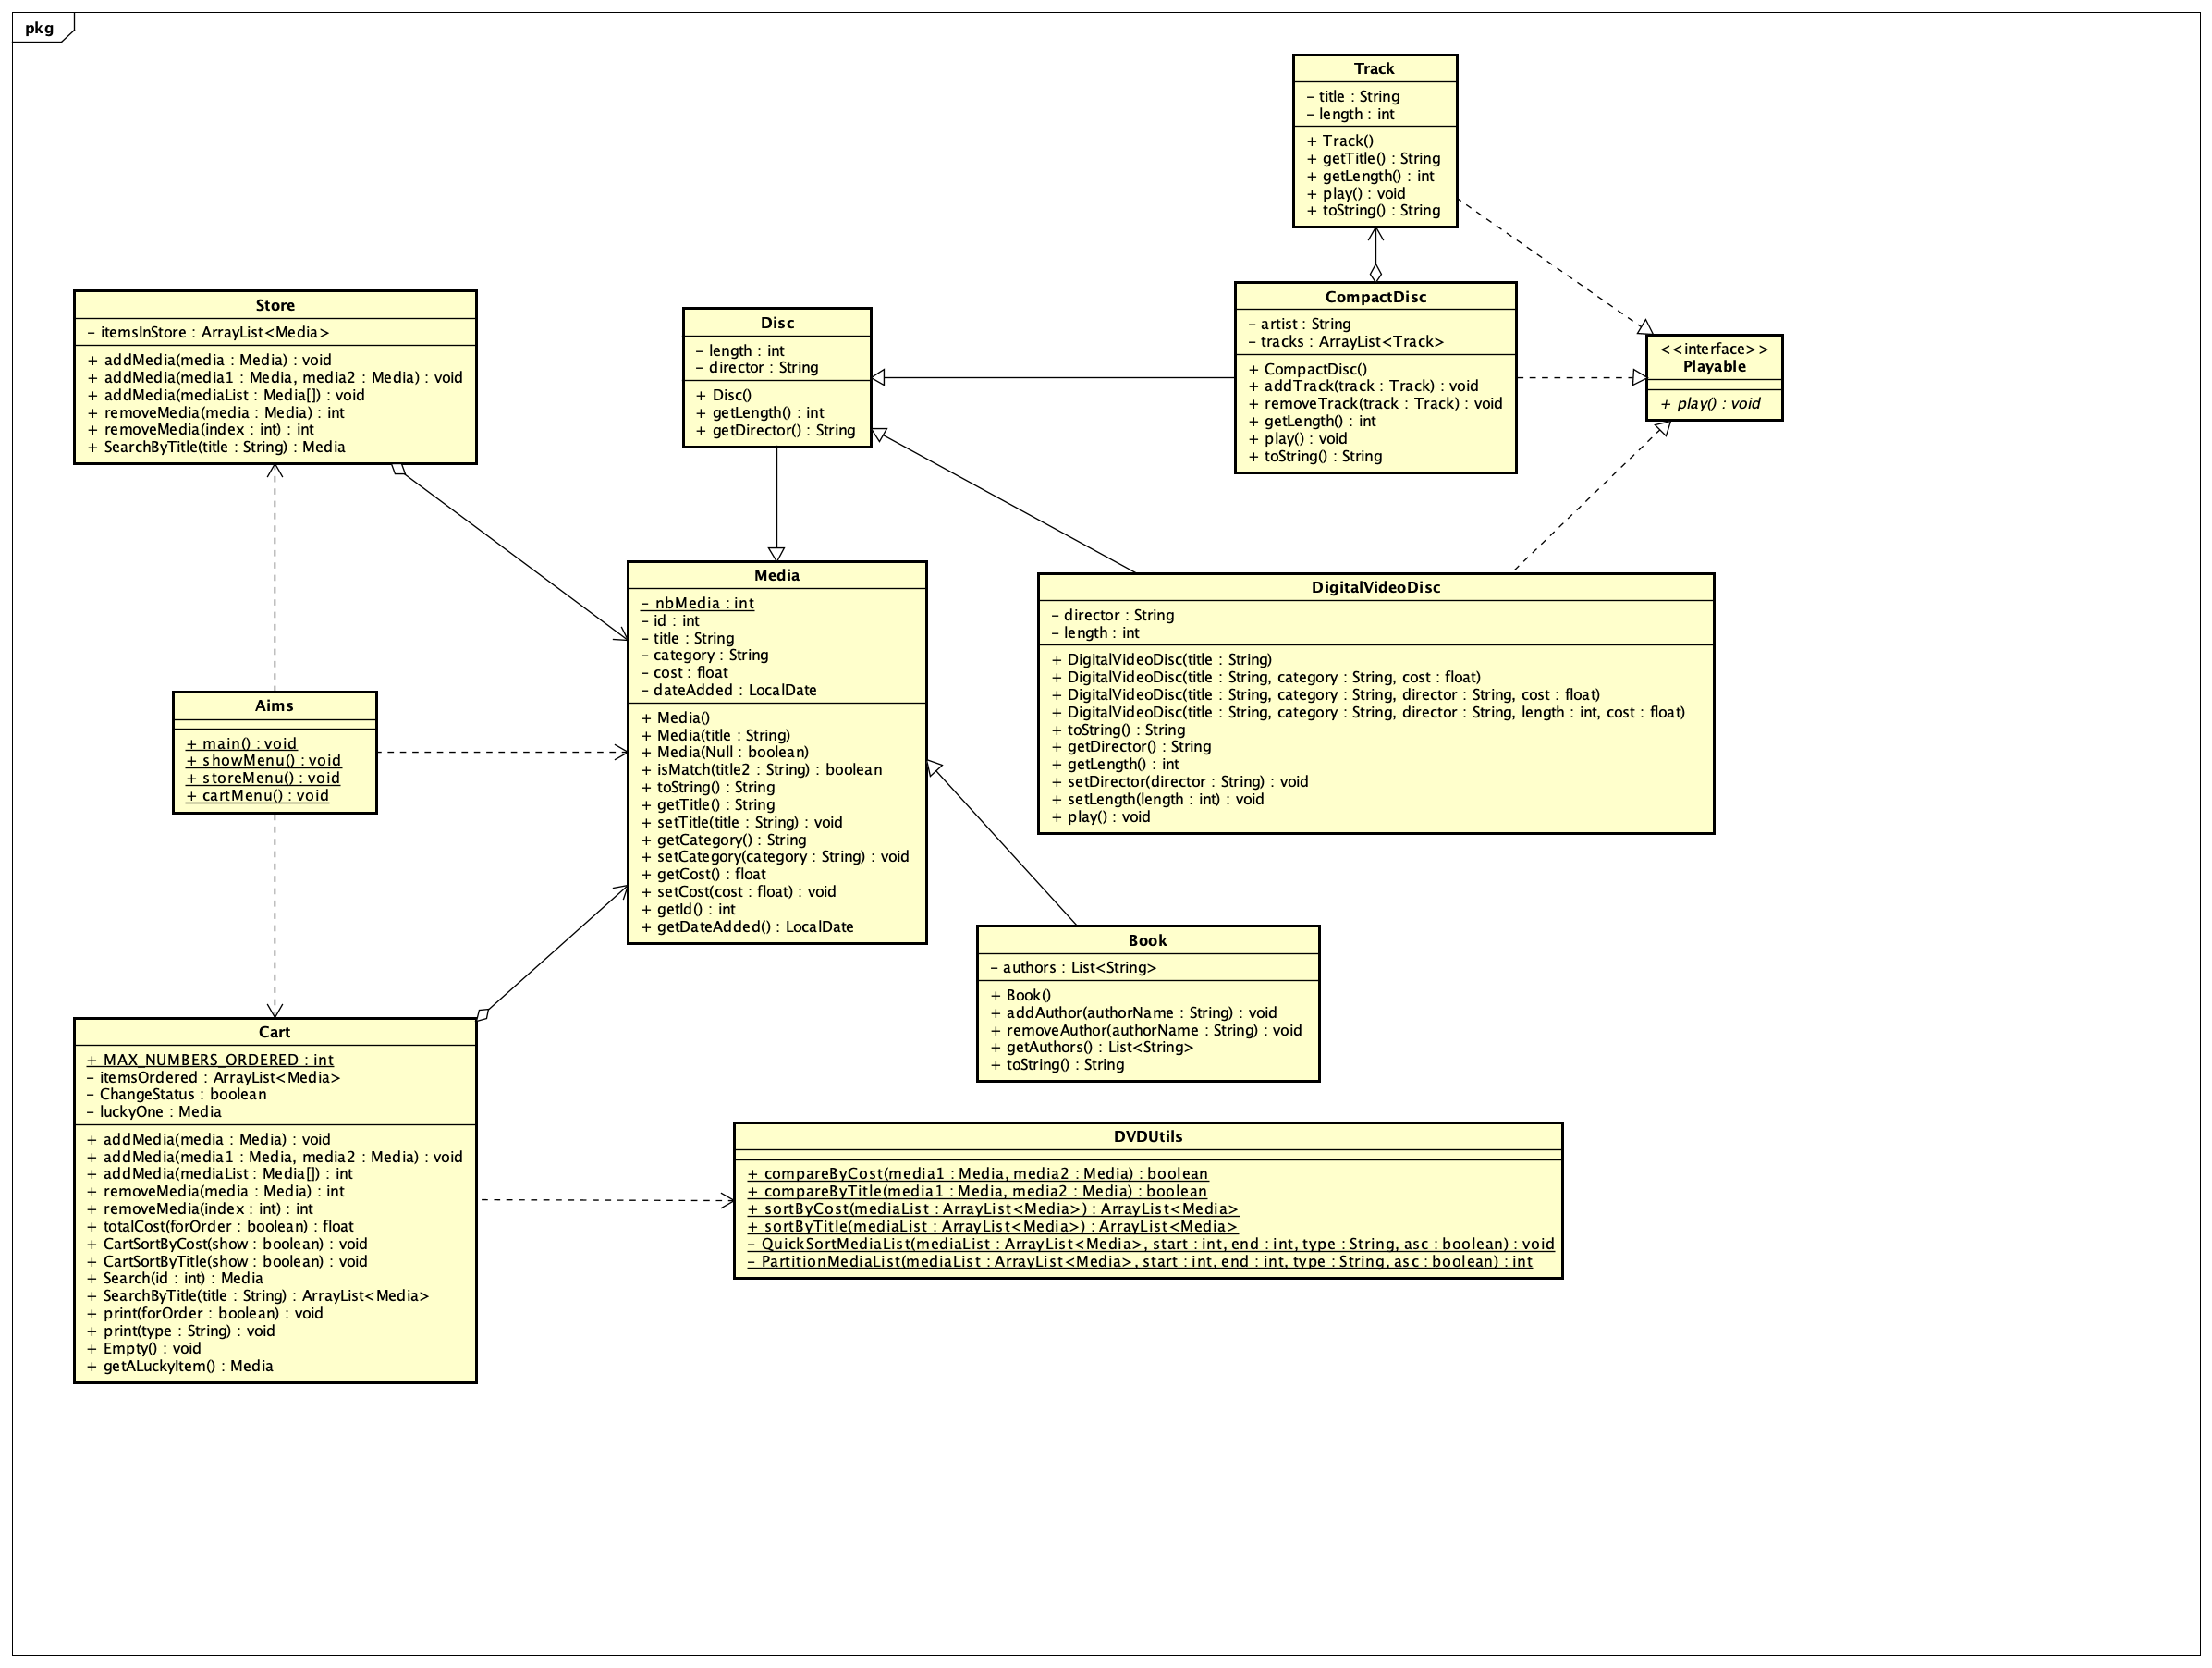 pkg
Track
– title : String
– length : int
+ Track()
+ getTitle() : String
+ getLength() : int
+ play() : void
+ toString() : String
Store
– itemsInStore : ArrayList<Media>
+ addMedia(media : Media) : void
+ addMedia(media1 : Media, media2 : Media) : void
+ addMedia(mediaList : Media[]) : void
+ removeMedia(media : Media) : int
+ removeMedia(index : int) : int
+ SearchByTitle(title : String) : Media
Disc
– length : int
– director : String
+ Disc()
+ getLength() : int
+ getDirector() : String
CompactDisc
– artist : String
– tracks : ArrayList<Track>
+ CompactDisc()
+ addTrack(track : Track) : void
+ removeTrack(track : Track) : void
+ getLength() : int
+ play() : void
+ toString() : String
<<interface>>
Playable
+ play() : void
Media
– nbMedia : int
– id : int
– title : String
– category : String
– cost : float
– dateAdded : LocalDate
+ Media()
+ Media(title : String)
+ Media(Null : boolean)
+ isMatch(title2 : String) : boolean
+ toString() : String
+ getTitle() : String
+ setTitle(title : String) : void
+ getCategory() : String
+ setCategory(category : String) : void
+ getCost() : float
+ setCost(cost : float) : void
+ getId() : int
+ getDateAdded() : LocalDate
DigitalVideoDisc
– director : String
– length : int
+ DigitalVideoDisc(title : String)
+ DigitalVideoDisc(title : String, category : String, cost : float)
+ DigitalVideoDisc(title : String, category : String, director : String, cost : float)
+ DigitalVideoDisc(title : String, category : String, director : String, length : int, cost : float)
+ toString() : String
+ getDirector() : String
+ getLength() : int
+ setDirector(director : String) : void
+ setLength(length : int) : void
+ play() : void
Aims
+ main() : void
+ showMenu() : void
+ storeMenu() : void
+ cartMenu() : void
Book
– authors : List<String>
+ Book()
+ addAuthor(authorName : String) : void
+ removeAuthor(authorName : String) : void
+ getAuthors() : List<String>
+ toString() : String
Cart
+ MAX_NUMBERS_ORDERED : int
– itemsOrdered : ArrayList<Media>
– ChangeStatus : boolean
– luckyOne : Media
+ addMedia(media : Media) : void
+ addMedia(media1 : Media, media2 : Media) : void
+ addMedia(mediaList : Media[]) : int
+ removeMedia(media : Media) : int
+ removeMedia(index : int) : int
+ totalCost(forOrder : boolean) : float
+ CartSortByCost(show : boolean) : void
+ CartSortByTitle(show : boolean) : void
+ Search(id : int) : Media
+ SearchByTitle(title : String) : ArrayList<Media>
+ print(forOrder : boolean) : void
+ print(type : String) : void
+ Empty() : void
+ getALuckyItem() : Media
DVDUtils
+ compareByCost(media1 : Media, media2 : Media) : boolean
+ compareByTitle(media1 : Media, media2 : Media) : boolean
+ sortByCost(mediaList : ArrayList<Media>) : ArrayList<Media>
+ sortByTitle(mediaList : ArrayList<Media>) : ArrayList<Media>
– QuickSortMediaList(mediaList : ArrayList<Media>, start : int, end : int, type : String, asc : boolean) : void
– PartitionMediaList(mediaList : ArrayList<Media>, start : int, end : int, type : String, asc : boolean) : int